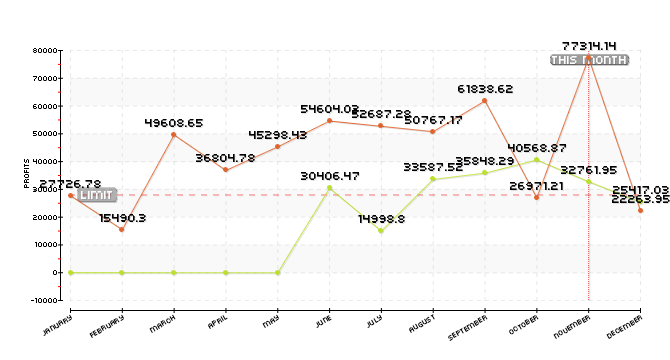 77314.14
THIS MONTH
80000
70000
60000
50000
40000
30000
20000
10000
0
-10000
PROFITS
LIMIT
27726.78
15490.3
49608.65
36804.78
45298.43
54604.03
52687.28
50767.17
61838.62
26971.21
22263.95
30406.47
14998.8
33587.52
35848.29
40568.87
32761.95
25417.03
JANUARY
FEBRUARY
MARCH
APRIL
MAY
JUNE
JULY
AUGUST
SEPTEMBER
OCTOBER
NOVEMBER
DECEMBER